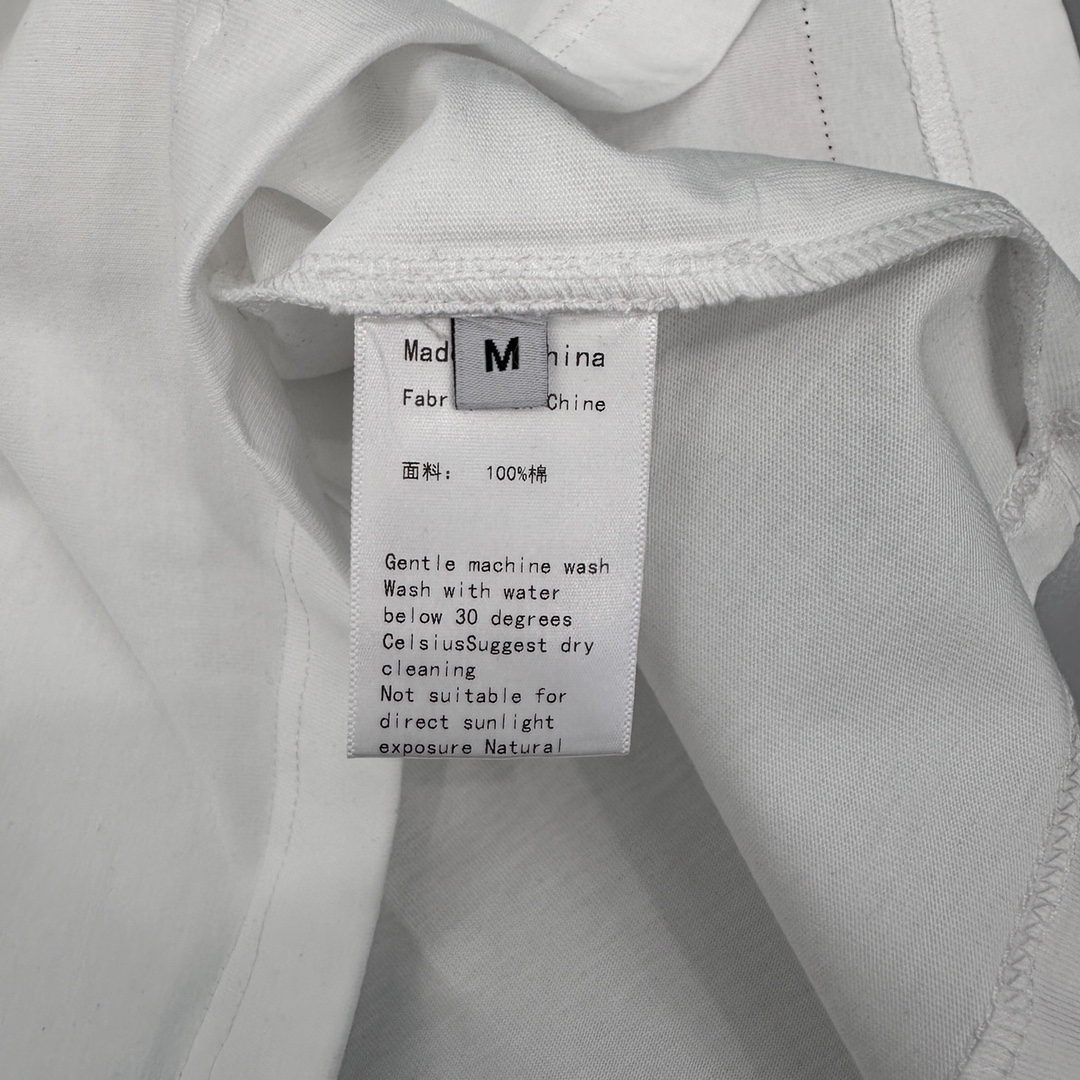 M
Mad hina
Fabr Chine
面料： 100%棉
Gentle machine wash
Wash with water
below 30 degrees
CelsiusSuggest dry
cleaning
Not suitable for
direct sunlight
exposure Natural